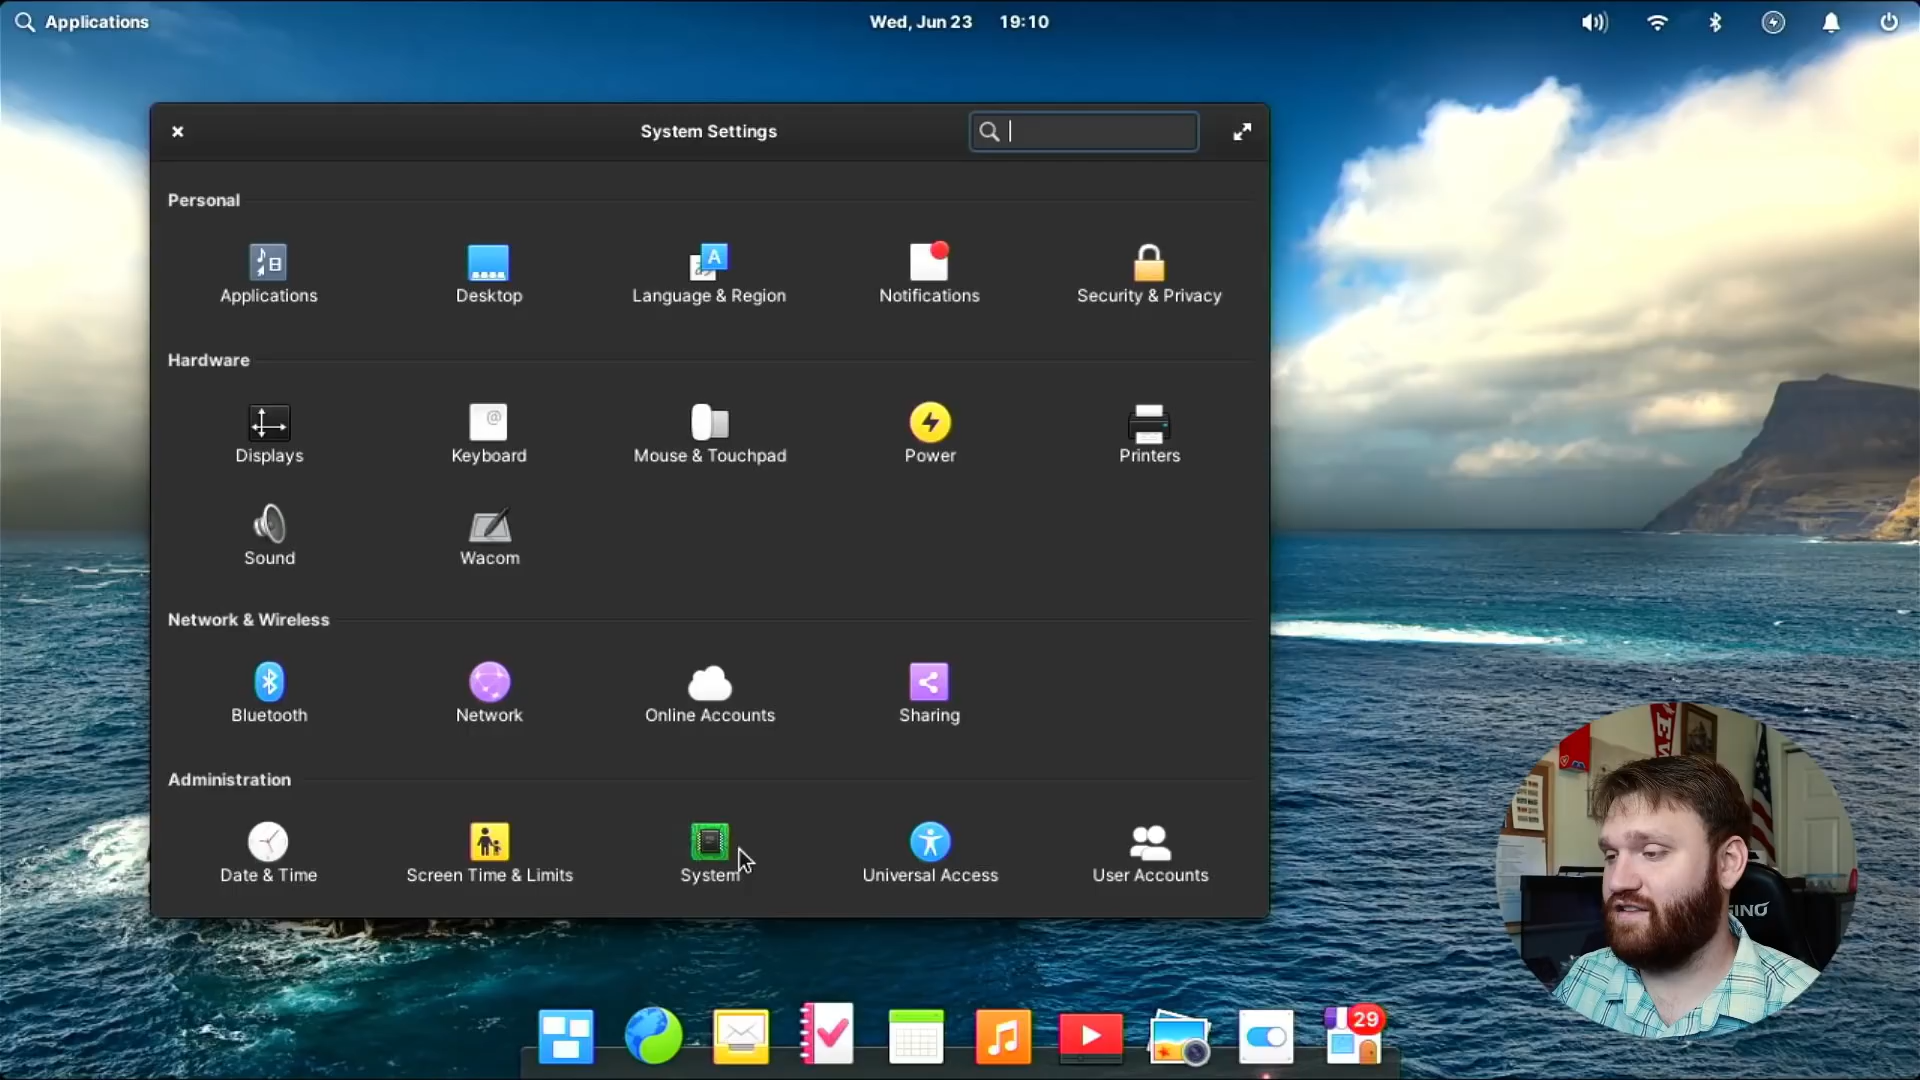 Applications
Wed, Jun 23 19:10
System Settings
Personal
Applications
Desktop
Language & Region
Notifications
Security & Privacy
Hardware
Displays
Keyboard
Mouse & Touchpad
Power
Printers
Sound
Wacom
Network & Wireless
Bluetooth
Network
Online Accounts
Sharing
Administration
Date & Time
Screen Time & Limits
System
Universal Access
User Accounts
29